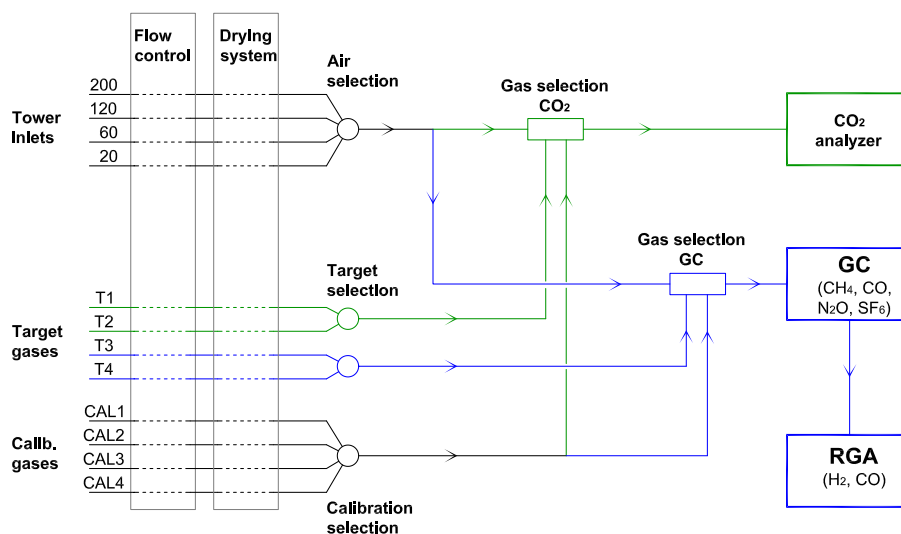 Flow
control
DryIng
system
Air
selection
Tower
Inlets
200
120
60
20
Gas selection
CO₂
CO₂
analyzer
Gas selection
GC
GC
(CH₄, CO,
N₂O, SF₆)
Target
selection
Target
gases
T1
T2
T3
T4
CalIb.
gases
CAL1
CAL2
CAL3
CAL4
Calibration
selection
RGA
(H₂, CO)